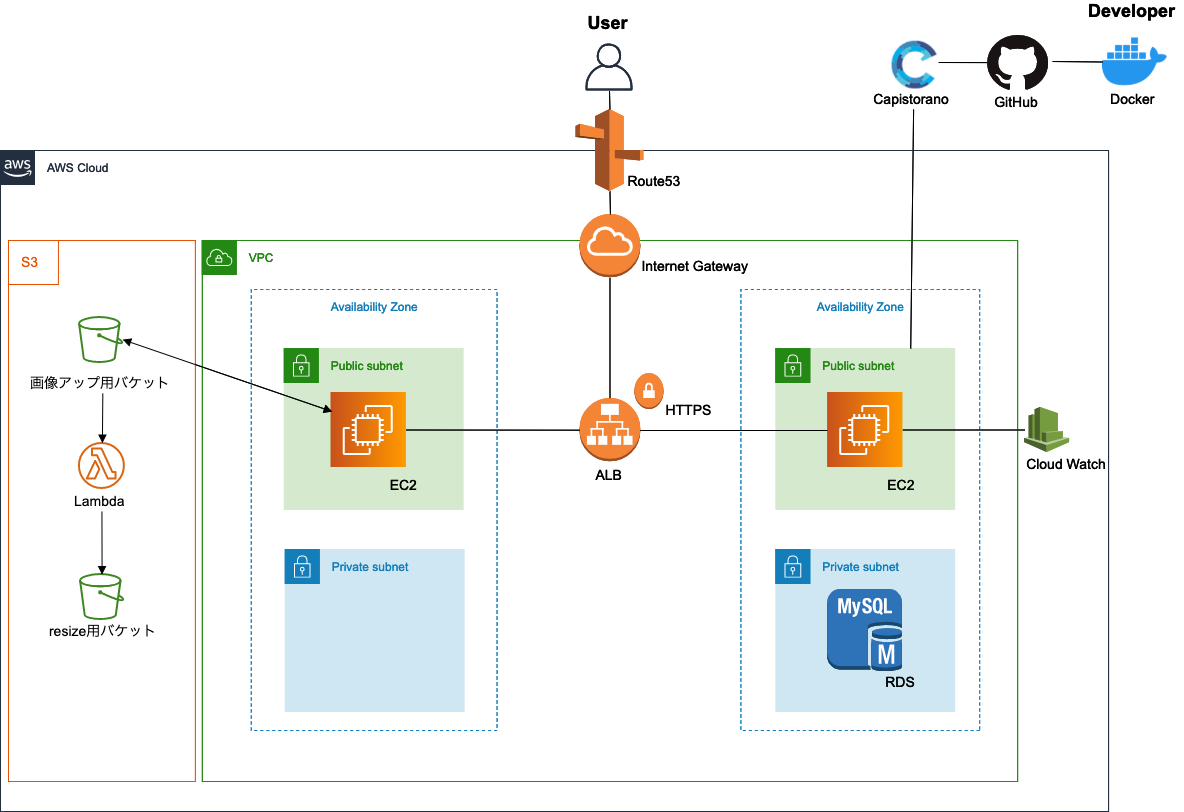 Developer
User
Capistorano
GitHub
Docker
aws
AWS Cloud
Route53
S3
VPC
Internet Gateway
Availability Zone
Availability Zone
Public subnet
Public subnet
画像アップ用バケット
HTTPS
EC2
ALB
EC2
Cloud Watch
Lambda
Private subnet
Private subnet
MySQL
M
resize用バケット
RDS